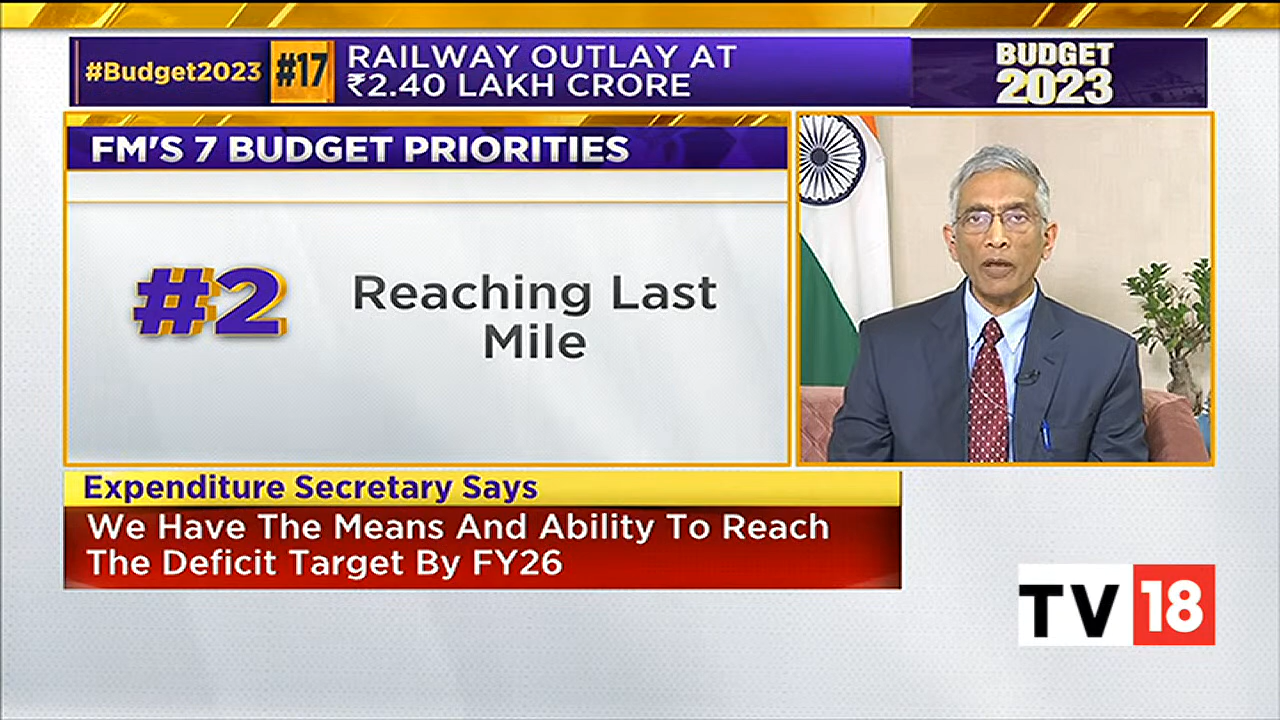 #Budget2023
#17
RAILWAY OUTLAY AT
₹2.40 LAKH CRORE
BUDGET
2023
FM'S 7 BUDGET PRIORITIES
#2
Reaching Last
Mile
Expenditure Secretary Says
We Have The Means And Ability To Reach
The Deficit Target By FY26
TV 18